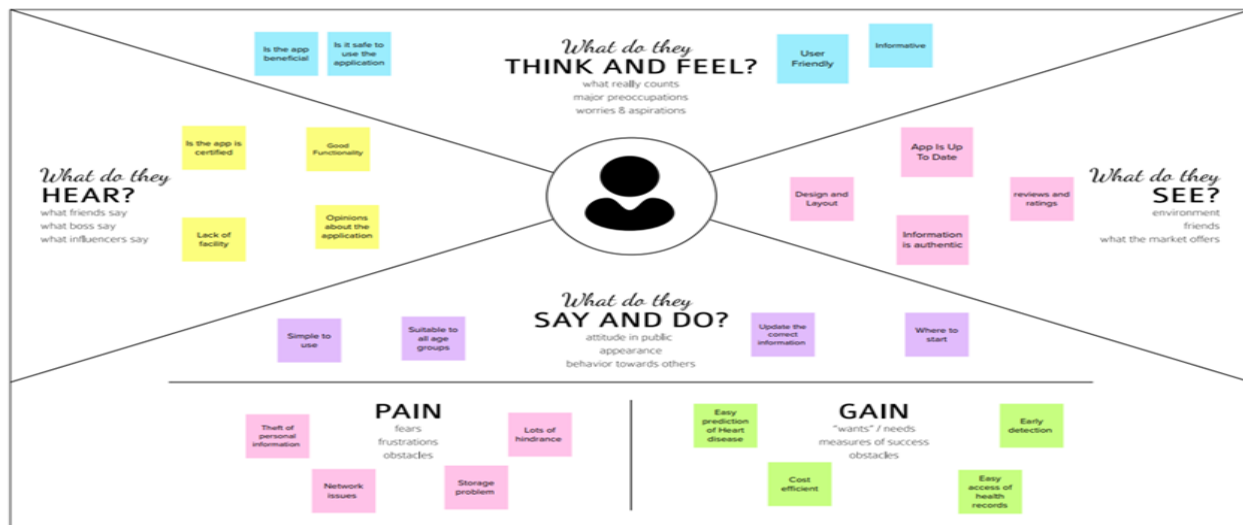 What do they
THINK AND FEEL?
what really counts
major preoccupations
worries & aspirations
Is the app
beneficial
Is it safe to
use the
application
User
Friendly
Informative
What do they
HEAR?
what friends say
what boss say
what influencers say
Is the app is
certified
Good
Functionality
Lack of
facility
Opinions
about the
application
What do they
SEE?
environment
friends
what the market offers
App Is Up
To Date
Design and
Layout
reviews and
ratings
Information
is authentic
What do they
SAY AND DO?
attitude in public
appearance
behavior towards others
Simple to
use
Suitable to
all age
groups
Update the
correct
information
Where to
start
PAIN
fears
frustrations
obstacles
Theft of
personal
information
Lots of
hindrance
Network
issues
Storage
problem
GAIN
"wants" / needs
measures of success
obstacles
Easy
prediction
of Heart
disease
Early
detection
Cost
efficient
Easy
access of
health
records